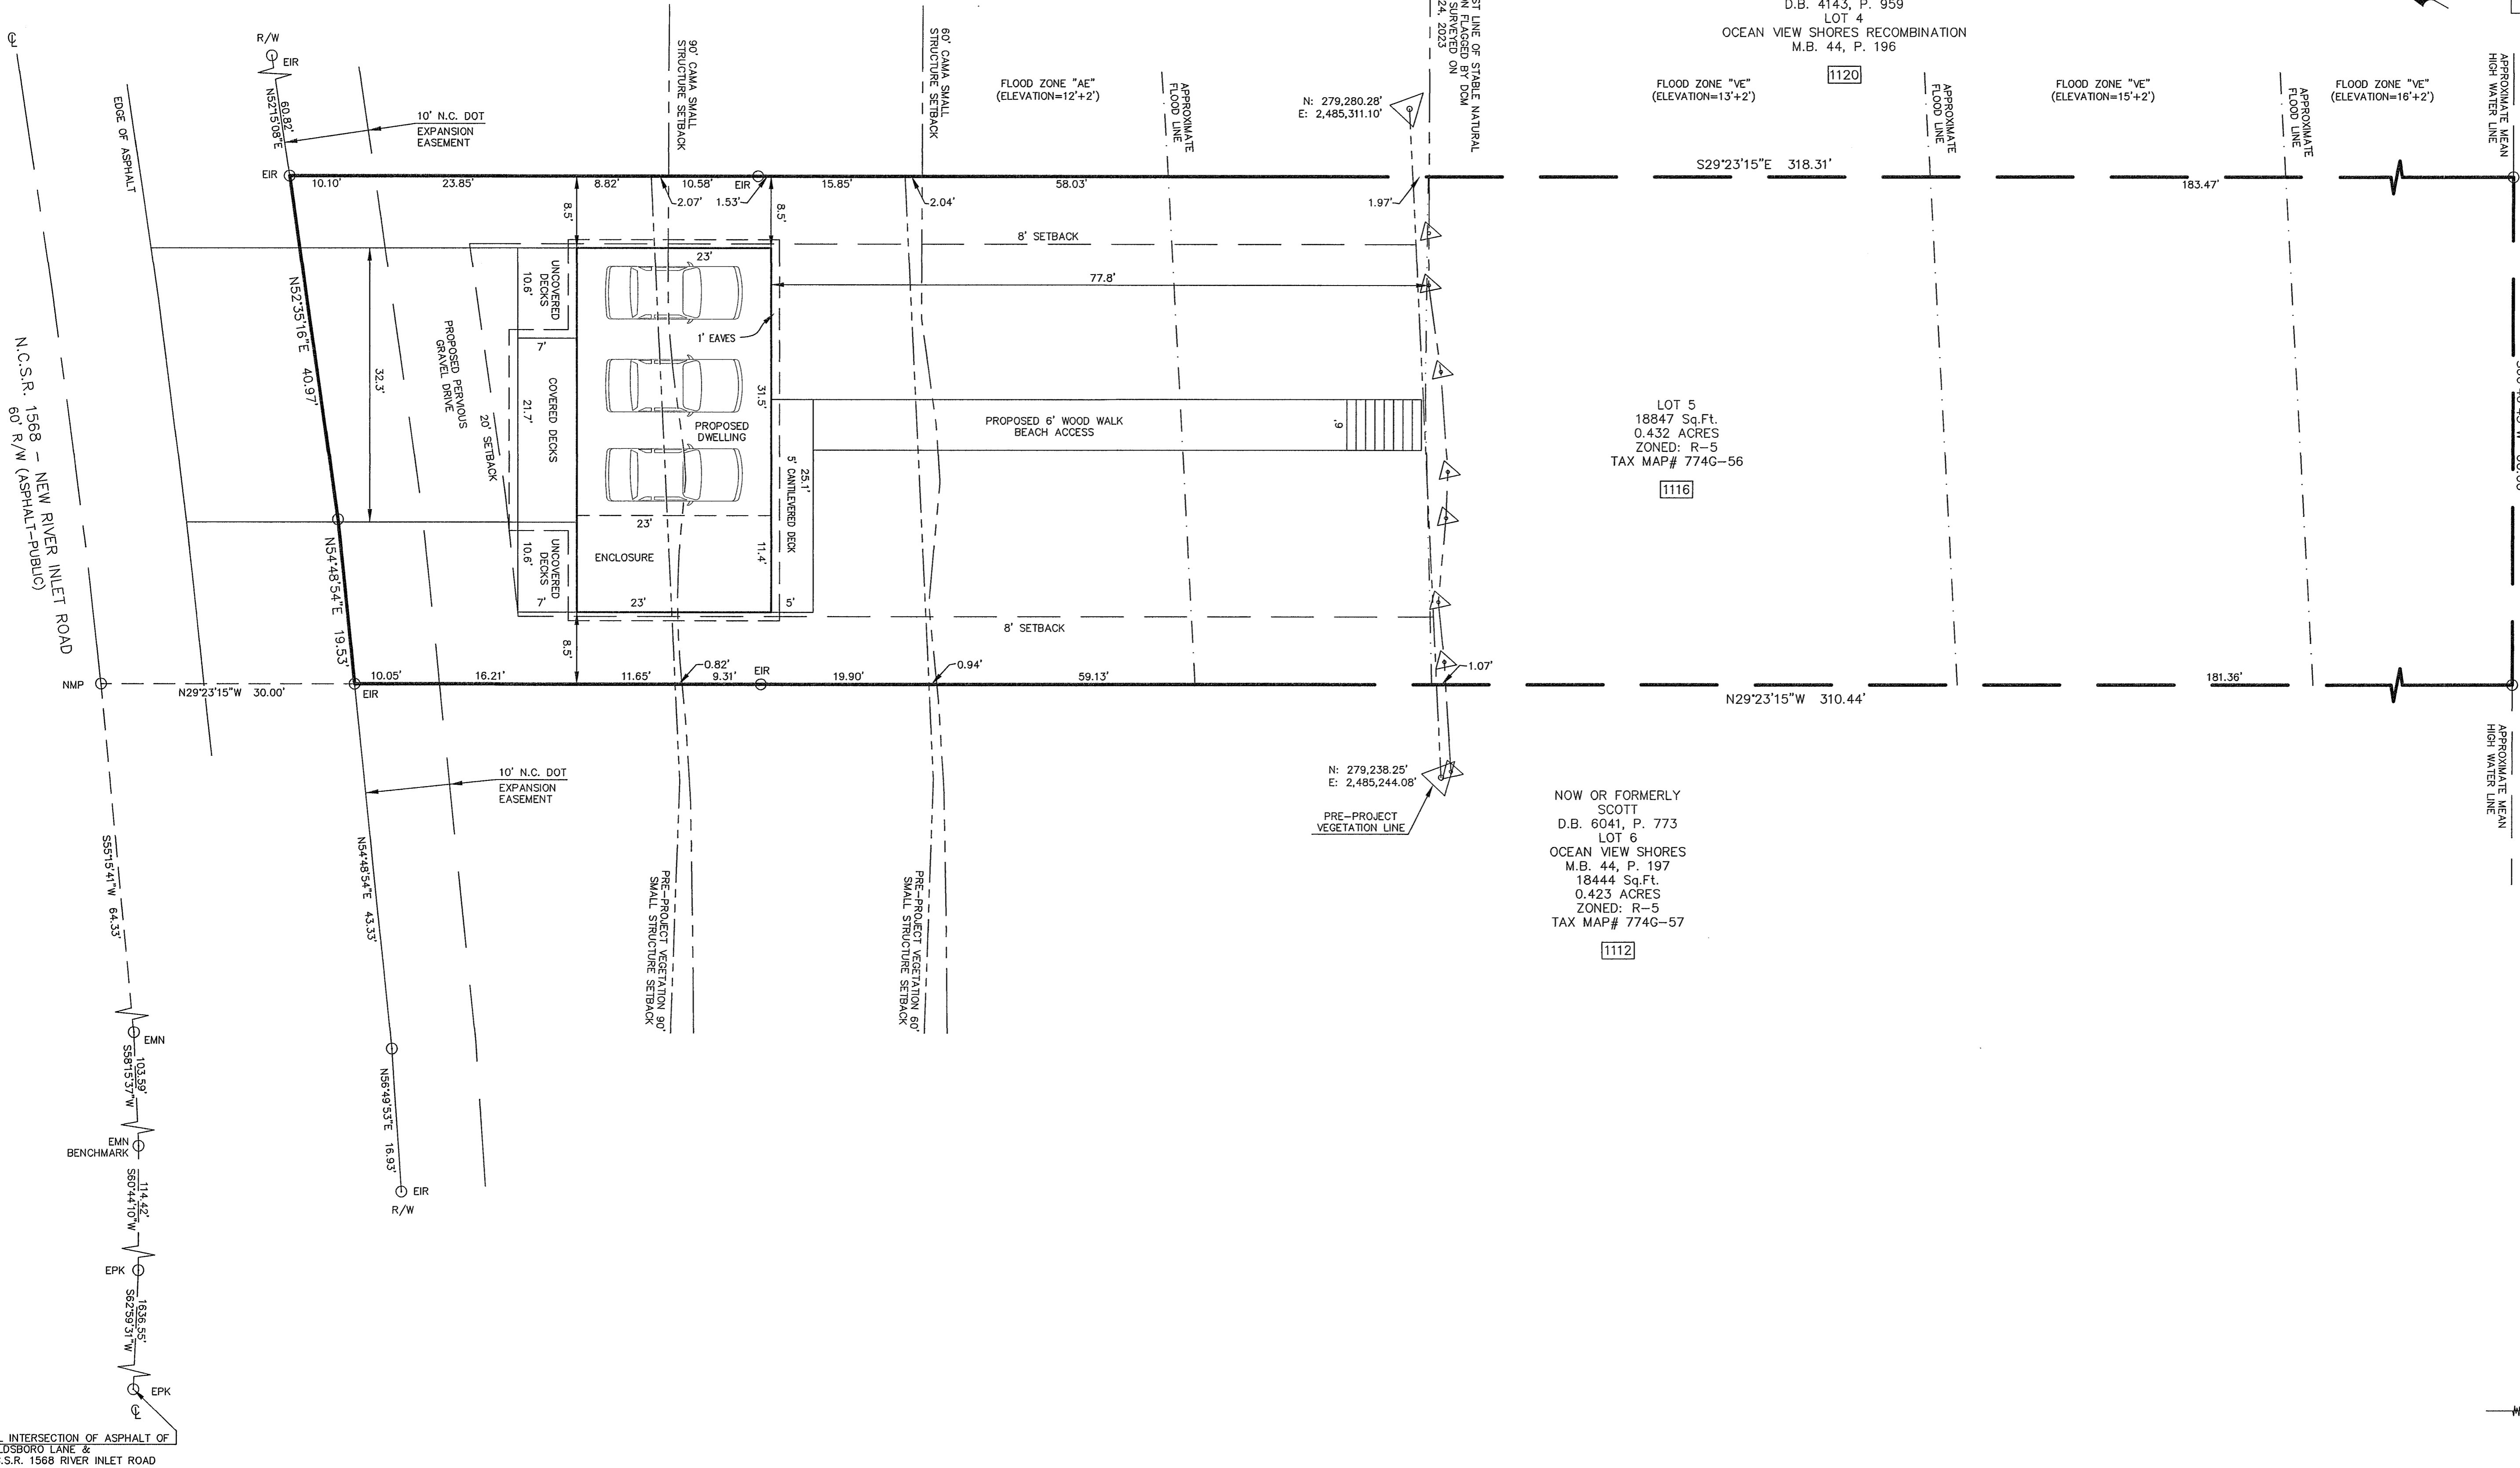 D.B. 4143, P. 959
LOT 4
OCEAN VIEW SHORES RECOMBINATION
M.B. 44, P. 196
1120
R/W
EIR
60.82'
N52°15'08"E
10' N.C. DOT
EXPANSION
EASEMENT
EDGE OF ASPHALT
90' CAMA SMALL
STRUCTURE SETBACK
60' CAMA SMALL
STRUCTURE SETBACK
FLOOD ZONE "AE"
(ELEVATION=12'+2')
APPROXIMATE
FLOOD LINE
N: 279,280.28'
E: 2,485,311.10'
ST LINE OF STABLE NATURAL
ON FLAGGED BY DCM
SURVEYED ON
24, 2023
FLOOD ZONE "VE"
(ELEVATION=13'+2')
APPROXIMATE
FLOOD LINE
FLOOD ZONE "VE"
(ELEVATION=15'+2')
APPROXIMATE
FLOOD LINE
FLOOD ZONE "VE"
(ELEVATION=16'+2')
APPROXIMATE MEAN
HIGH WATER LINE
EIR
10.10'
23.85'
8.82'
10.58'
EIR
15.85'
58.03'
S29°23'15"E 318.31'
183.47'
2.07'
1.53'
2.04'
1.97'
8.5'
8.5'
8' SETBACK
23'
77.8'
UNCOVERED
DECKS
10.6'
1' EAVES
7'
N52°35'16"E 40.97'
32.3'
PROPOSED PERVIOUS
GRAVEL DRIVE
20' SETBACK
COVERED DECKS
21.7'
31.5'
PROPOSED
DWELLING
25.1'
5' CANTILEVERED DECK
PROPOSED 6' WOOD WALK
BEACH ACCESS
6'
LOT 5
18847 Sq.Ft.
0.432 ACRES
ZONED: R-5
TAX MAP# 774G-56
1116
23'
ENCLOSURE
11.4'
UNCOVERED
DECKS
10.6'
7'
23'
5'
8' SETBACK
8.5'
N.C.S.R. 1568 - NEW RIVER INLET ROAD
60' R/W (ASPHALT-PUBLIC)
N54°48'54"E 19.53'
NMP
N29°23'15"W 30.00'
EIR
10.05'
16.21'
11.65'
0.82'
9.31'
EIR
19.90'
0.94'
59.13'
1.07'
N29°23'15"W 310.44'
181.36'
10' N.C. DOT
EXPANSION
EASEMENT
N: 279,238.25'
E: 2,485,244.08'
PRE-PROJECT
VEGETATION LINE
APPROXIMATE MEAN
HIGH WATER LINE
NOW OR FORMERLY
SCOTT
D.B. 6041, P. 773
LOT 6
OCEAN VIEW SHORES
M.B. 44, P. 197
18444 Sq.Ft.
0.423 ACRES
ZONED: R-5
TAX MAP# 774G-57
1112
S55°15'41"W 64.33'
N54°48'54"E 43.33'
PRE-PROJECT VEGETATION 90'
SMALL STRUCTURE SETBACK
PRE-PROJECT VEGETATION 60'
SMALL STRUCTURE SETBACK
EMN
103.59'
S58°15'37"W
N56°49'53"E 16.93'
EMN
BENCHMARK
114.42'
S60°44'10"W
EIR
R/W
EPK
1636.55'
S62°59'31"W
EPK
L INTERSECTION OF ASPHALT OF
LDSBORO LANE &
.S.R. 1568 RIVER INLET ROAD